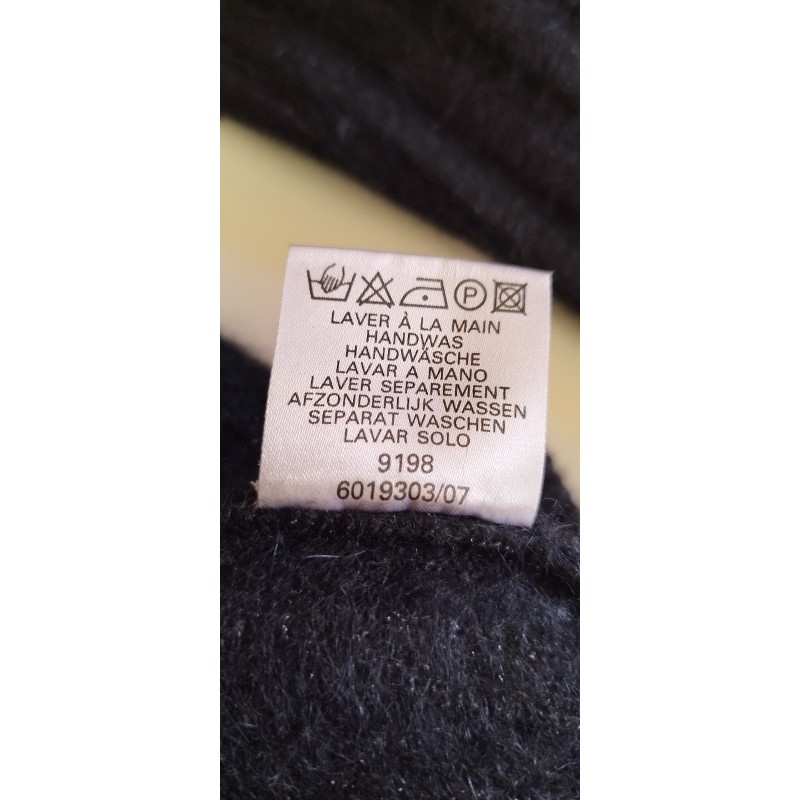 P
LAVER À LA MAIN
HANDWAS
HANDWÄSCHE
LAVAR A MANO
LAVER SEPAREMENT
AFZONDERLIJK WASSEN
SEPARAT WASCHEN
LAVAR SOLO
9198
6019303/07